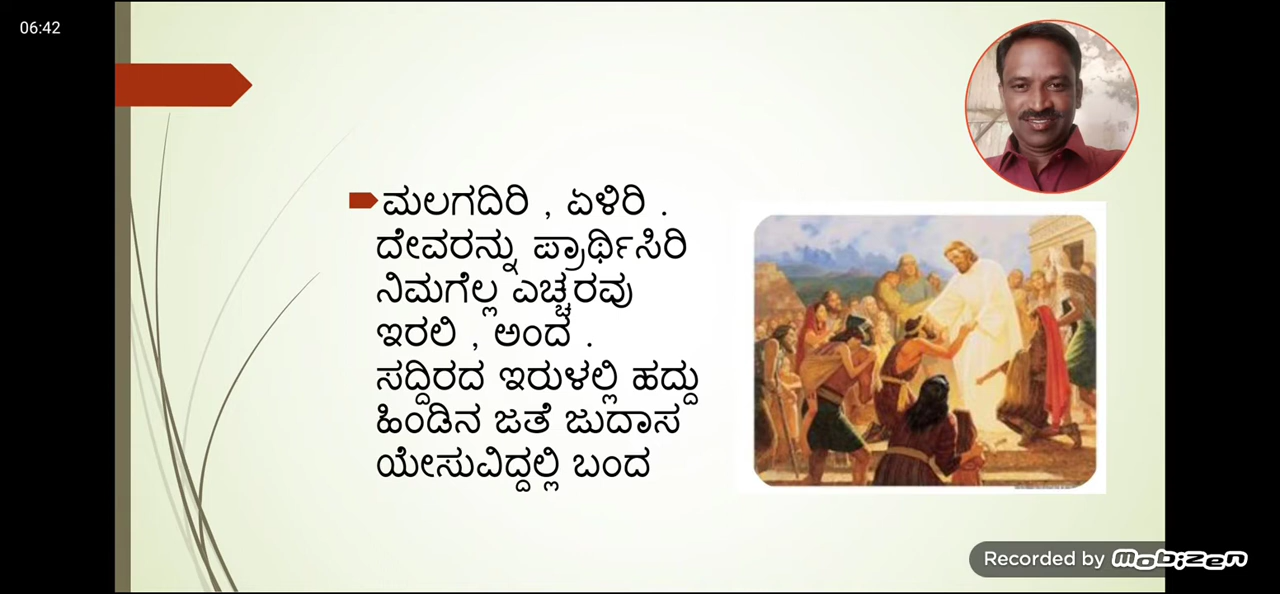 06:42
ಮಲಗದಿರಿ , ಏಳಿರಿ .
ದೇವರನ್ನು ಪ್ರಾರ್ಥಿಸಿರಿ
ನಿಮಗೆಲ್ಲ ಎಚ್ಚರವು
ಇರಲಿ , ಅಂದ .
ಸದ್ದಿರದ ಇರುಳಲ್ಲಿ ಹದ್ದು
ಹಿಂಡಿನ ಜತೆ ಜುದಾಸ
ಯೇಸುವಿದ್ದಲ್ಲಿ ಬಂದ
Recorded by Mobizen